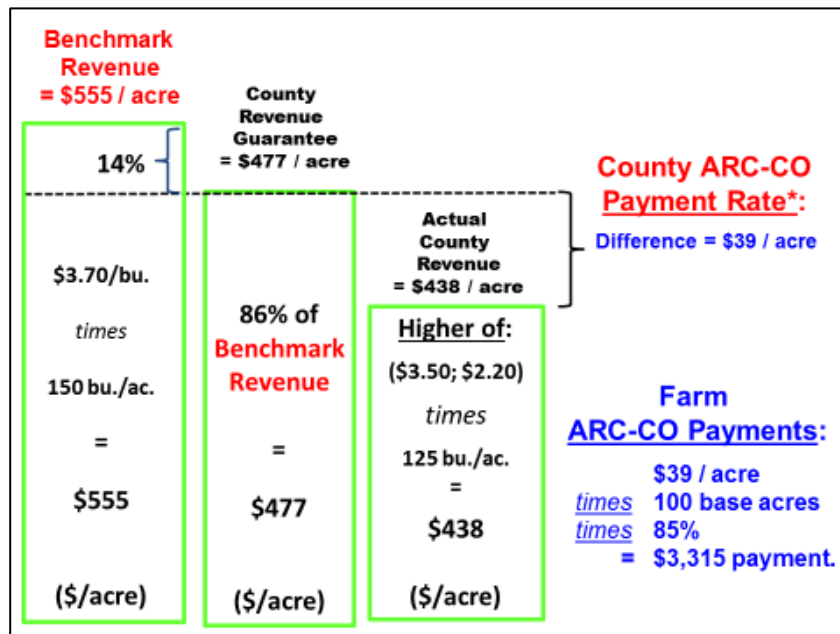 Benchmark
Revenue
= $555 / acre
14%
$3.70/bu.
times
150 bu./ac.
=
$555
($/acre)
County
Revenue
Guarantee
= $477 / acre
86% of
Benchmark
Revenue
=
$477
($/acre)
Actual
County
Revenue
= $438 / acre
Higher of:
($3.50; $2.20)
times
125 bu./ac.
=
$438
($/acre)
County ARC-CO
Payment Rate*:
Difference = $39 / acre
Farm
ARC-CO Payments:
$39 / acre
times 100 base acres
times 85%
= $3,315 payment.